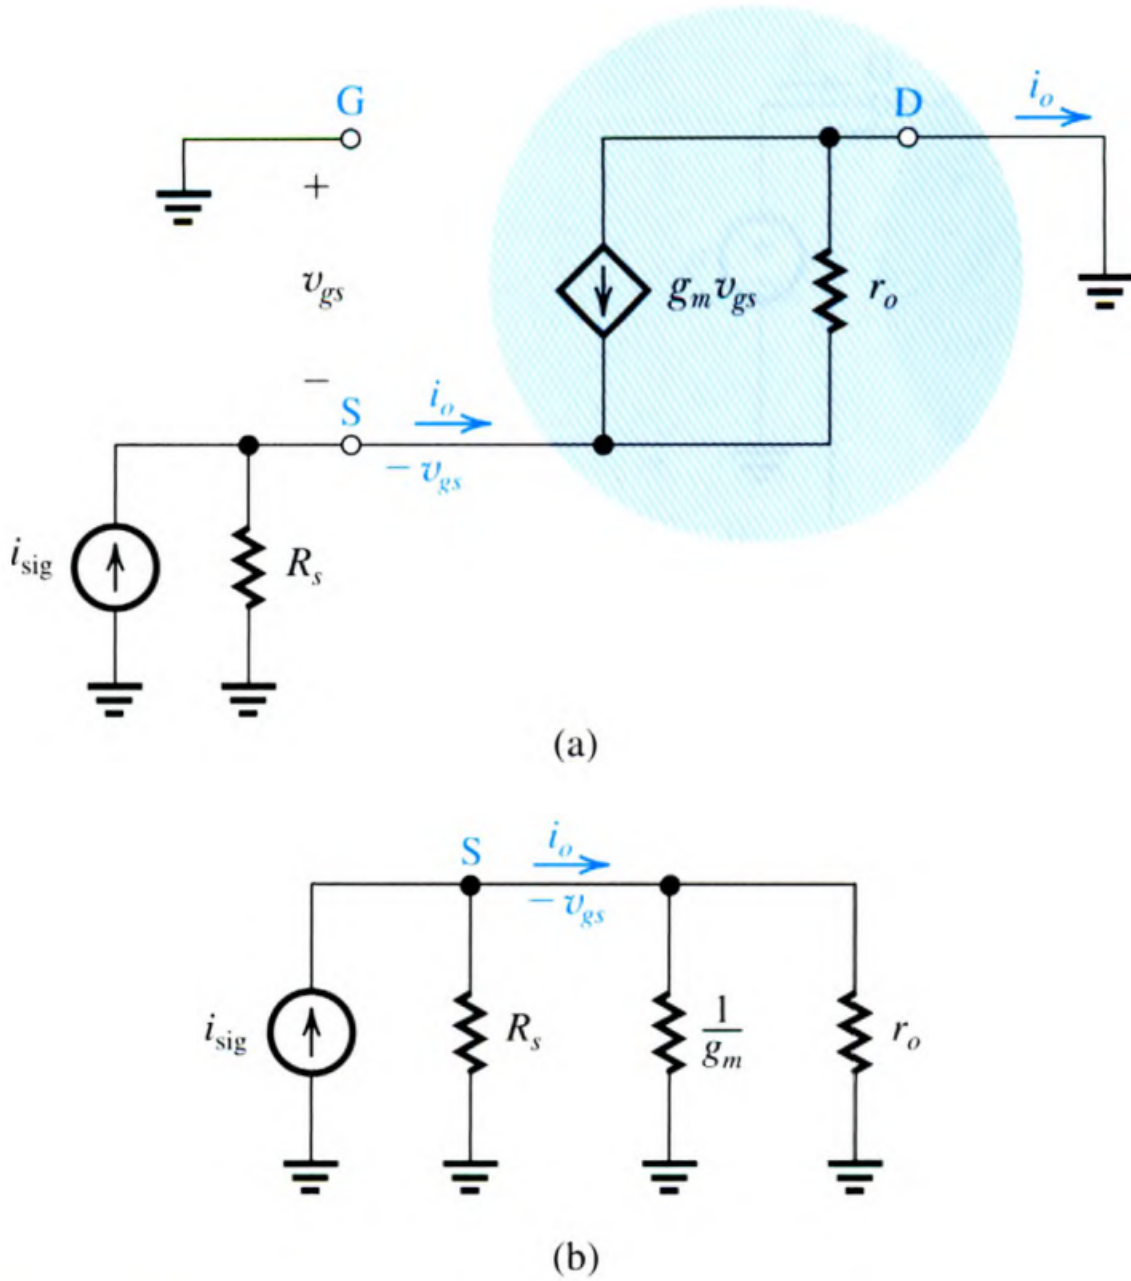 G
D
i_o
+
v_gs
g_m v_gs
r_o
−
S
i_o
− v_gs
i_sig
R_s
(a)
S
i_o
− v_gs
i_sig
R_s
1/g_m
r_o
(b)